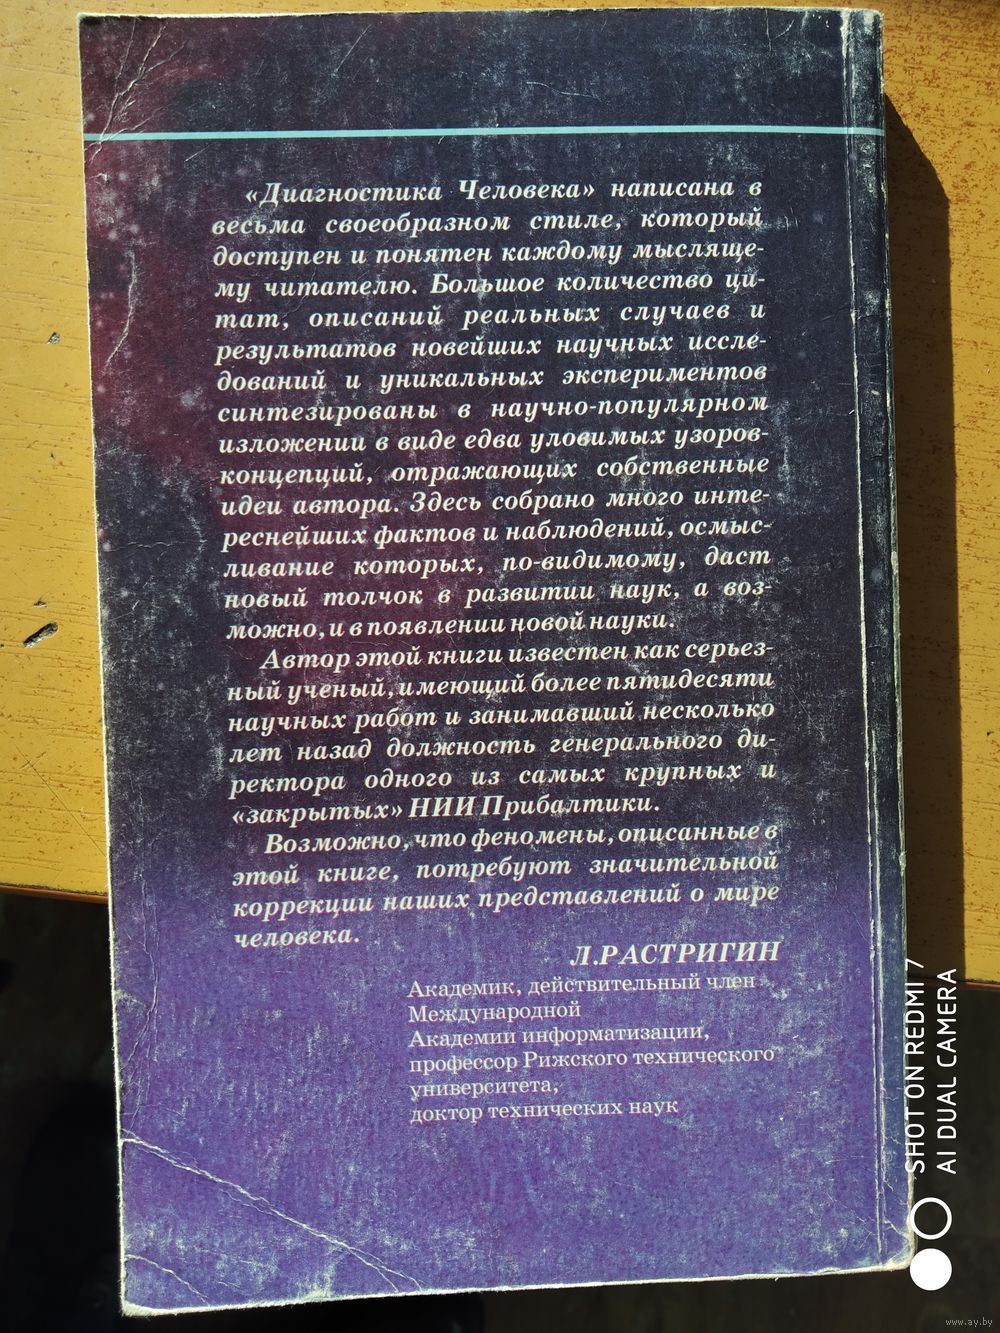 «Диагностика Человека» написана в
весьма своеобразном стиле, который
доступен и понятен каждому мысляще-
му читателю. Большое количество ци-
тат, описаний реальных случаев и
результатов новейших научных иссле-
дований и уникальных экспериментов
синтезированы в научно-популярном
изложении в виде едва уловимых узоров-
концепций, отражающих собственные
идеи автора. Здесь собрано много инте-
реснейших фактов и наблюдений, осмыс-
ливание которых, по-видимому, даст
новый толчок в развитии наук, а воз-
можно, и в появлении новой науки.
Автор этой книги известен как серьез-
ный ученый, имеющий более пятидесяти
научных работ и занимавший несколько
лет назад должность генерального ди-
ректора одного из самых крупных и
«закрытых» НИИ Прибалтики.
Возможно, что феномены, описанные в
этой книге, потребуют значительной
коррекции наших представлений о мире
человека.
Л.РАСТРИГИН
Академик, действительный член
Международной
Академии информатизации,
профессор Рижского технического
университета,
доктор технических наук
SHOT ON REDMI 7
AI DUAL CAMERA
www.ay.by